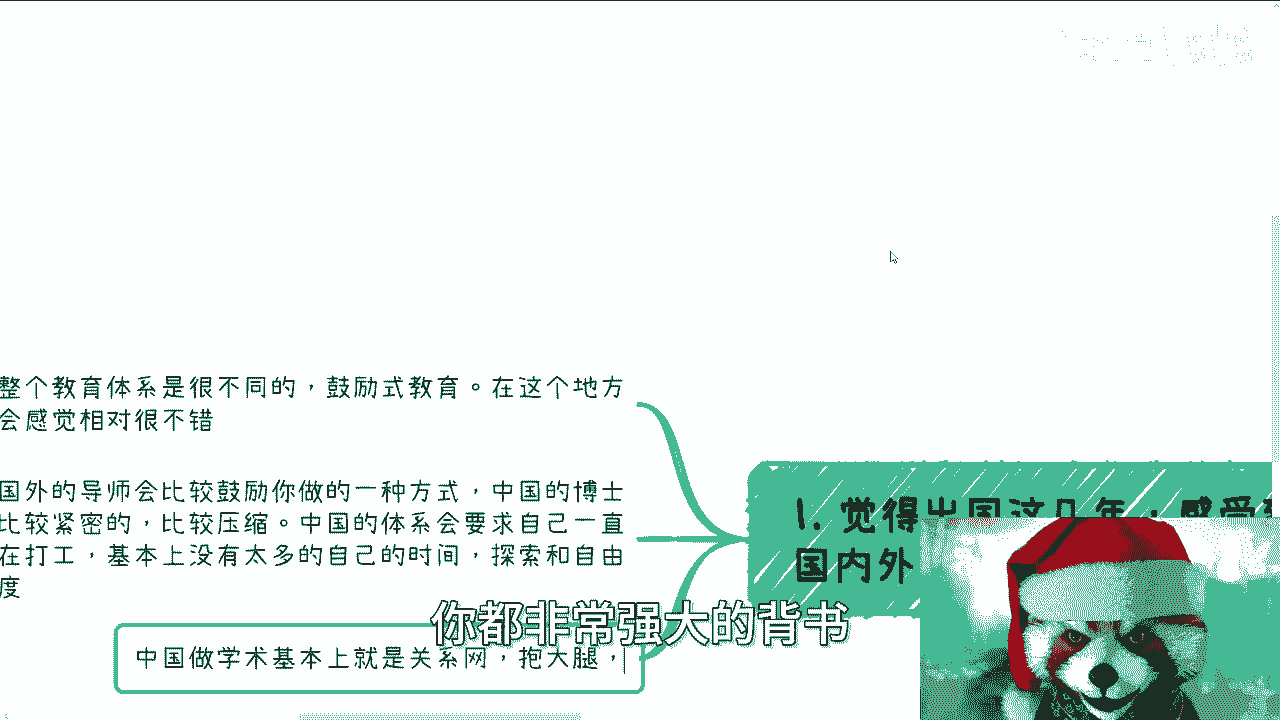 整个教育体系是很不同的，鼓励式教育。在这个地方
会感觉相对很不错
国外的导师会比较鼓励你做的一种方式，中国的博士
比较紧密的，比较压缩。中国的体系会要求自己一直
在打工，基本上没有太多的自己的时间，探索和自由
度
1. 觉得出国这几年，感受到
国内外
你都非常强大的背书
中国做学术基本上就是关系网，抱大腿，